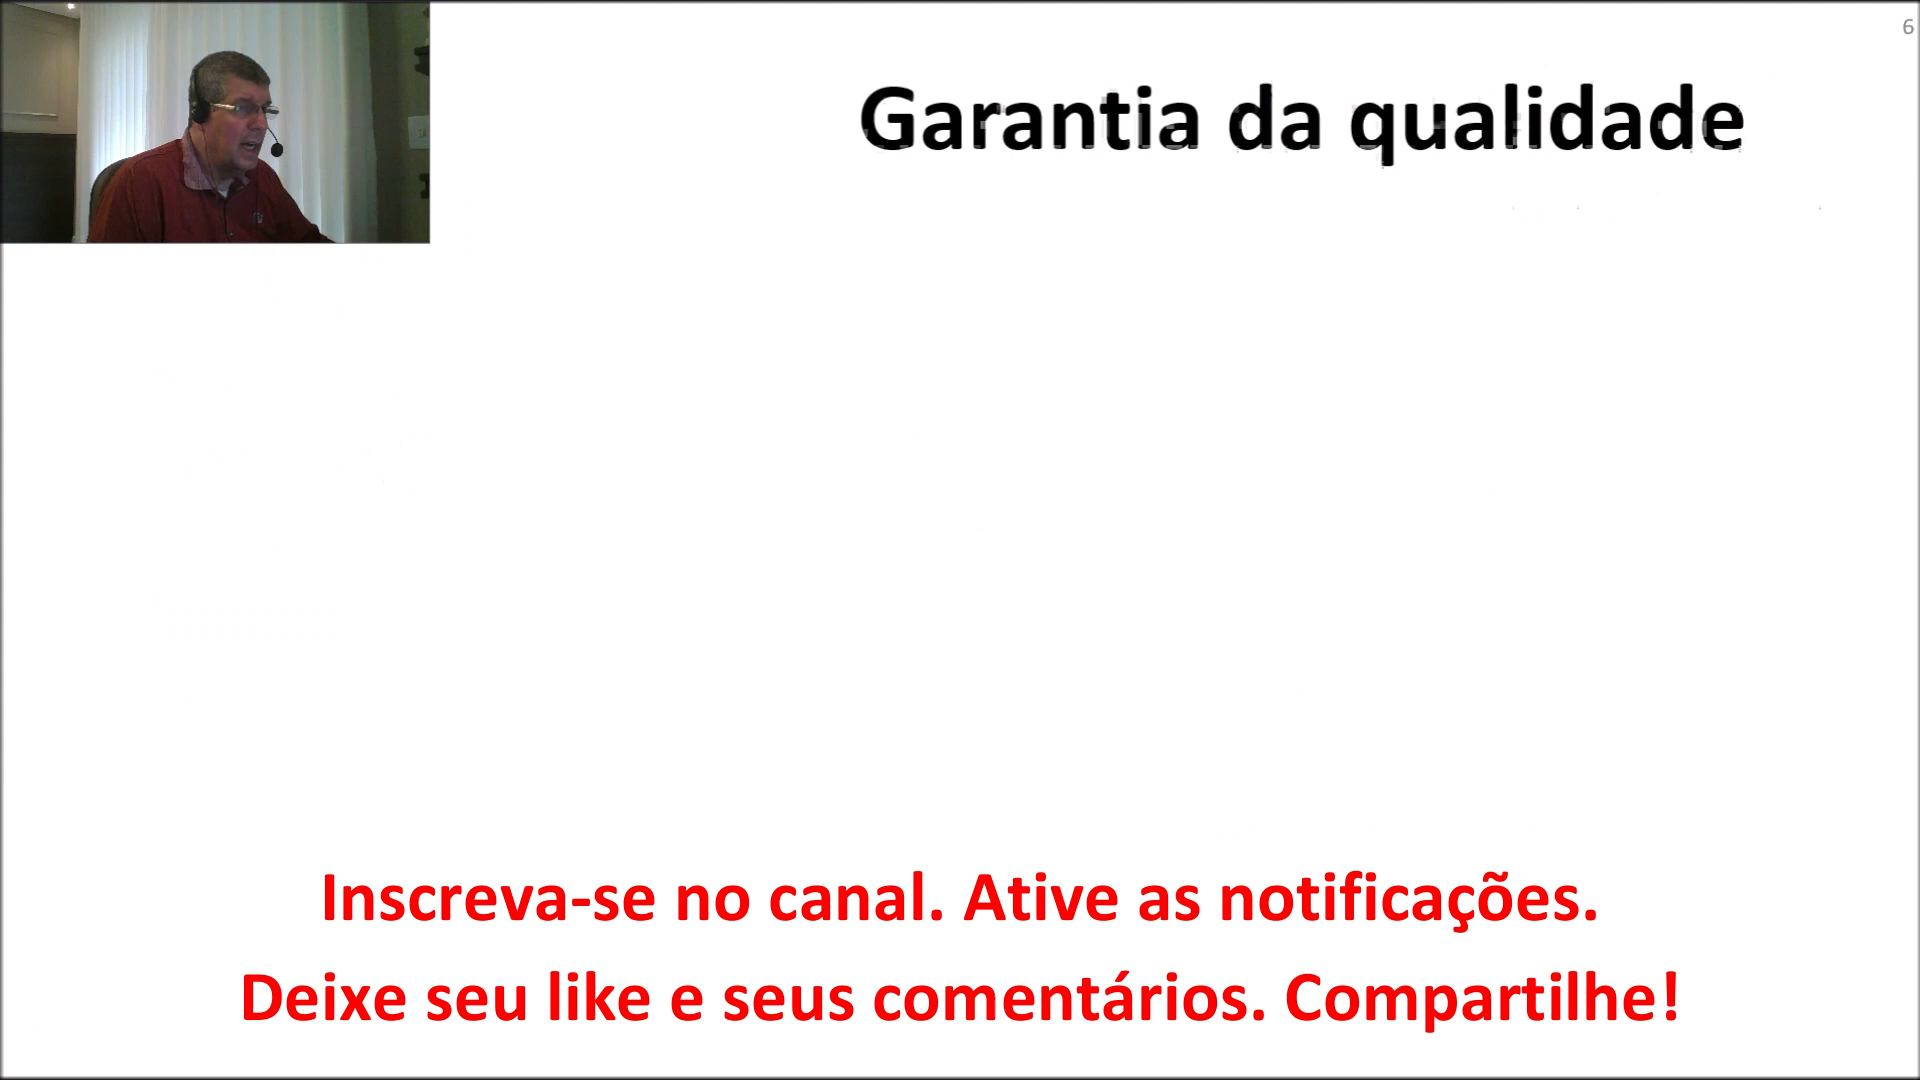 6
Garantia da qualidade
Inscreva-se no canal. Ative as notificações.
Deixe seu like e seus comentários. Compartilhe!